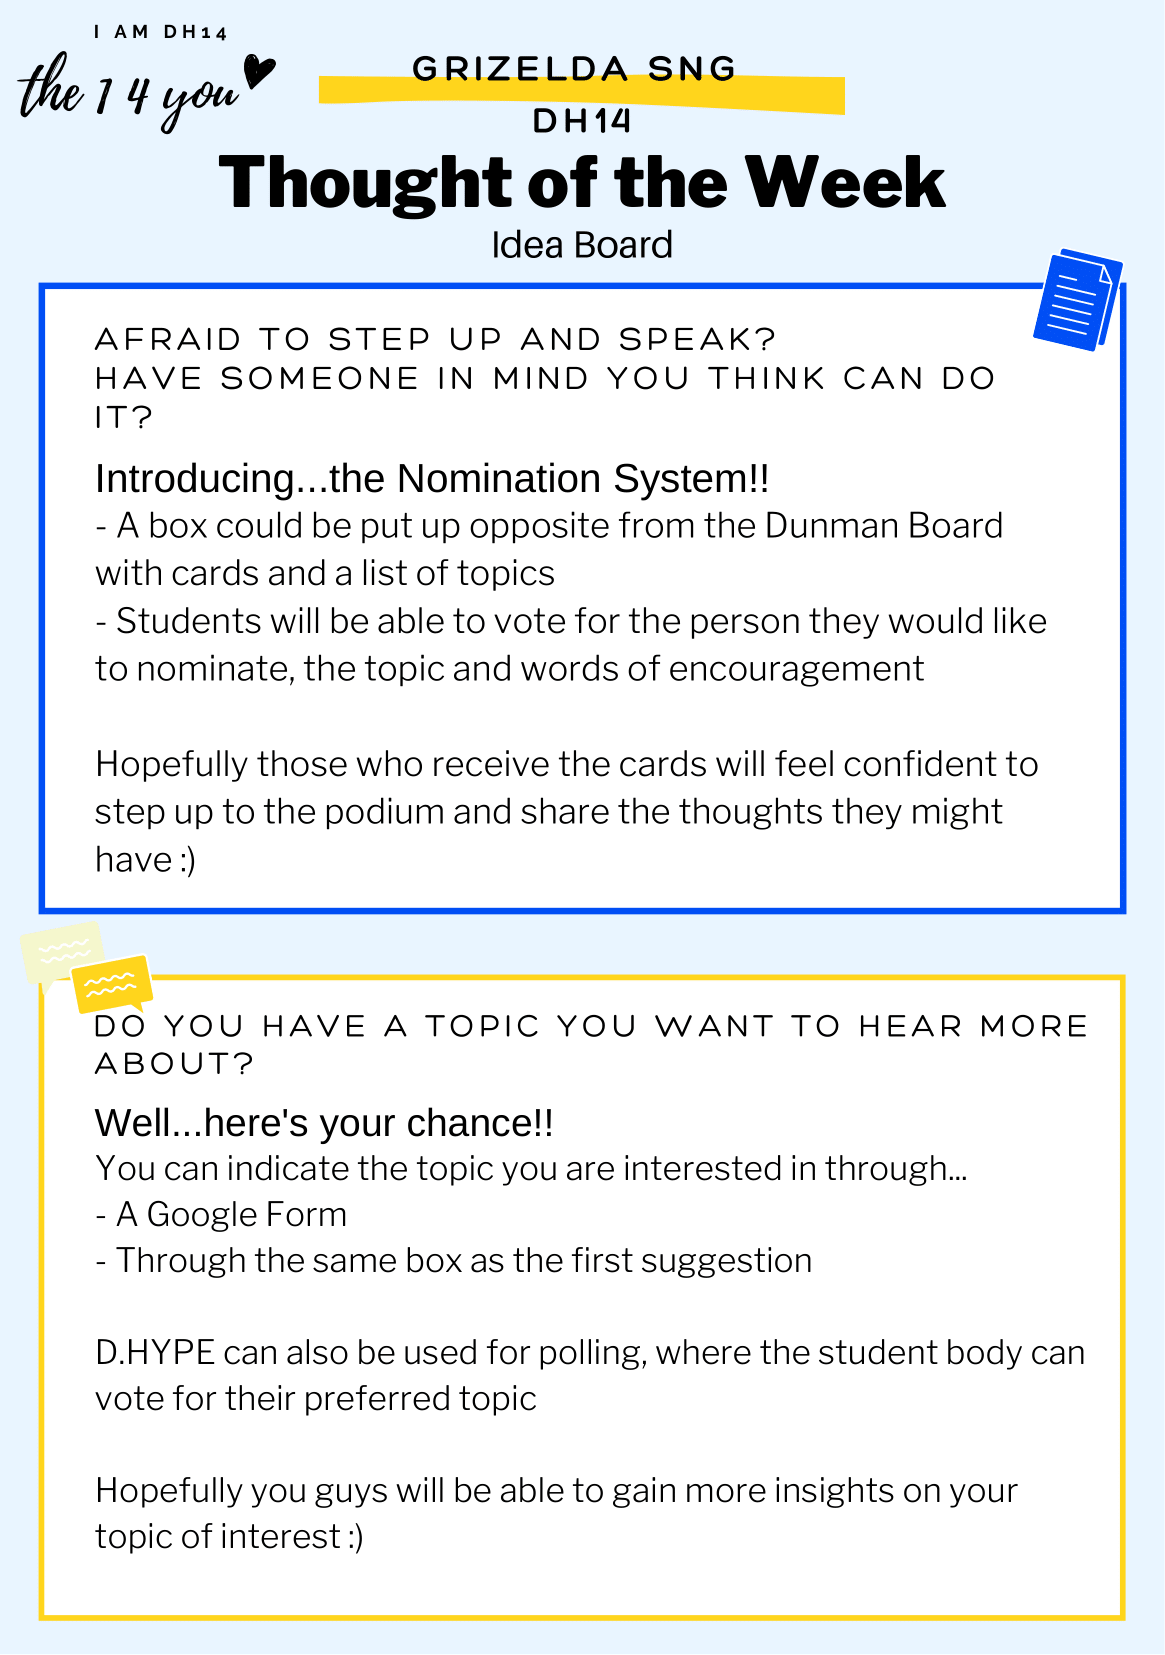 I AM DH14
the 1 4 you
GRIZELDA SNG
DH14
Thought of the Week
Idea Board
AFRAID TO STEP UP AND SPEAK?
HAVE SOMEONE IN MIND YOU THINK CAN DO
IT?
Introducing...the Nomination System!!
- A box could be put up opposite from the Dunman Board
with cards and a list of topics
- Students will be able to vote for the person they would like
to nominate, the topic and words of encouragement
Hopefully those who receive the cards will feel confident to
step up to the podium and share the thoughts they might
have :)
DO YOU HAVE A TOPIC YOU WANT TO HEAR MORE
ABOUT?
Well...here's your chance!!
You can indicate the topic you are interested in through...
- A Google Form
- Through the same box as the first suggestion
D.HYPE can also be used for polling, where the student body can
vote for their preferred topic
Hopefully you guys will be able to gain more insights on your
topic of interest :)